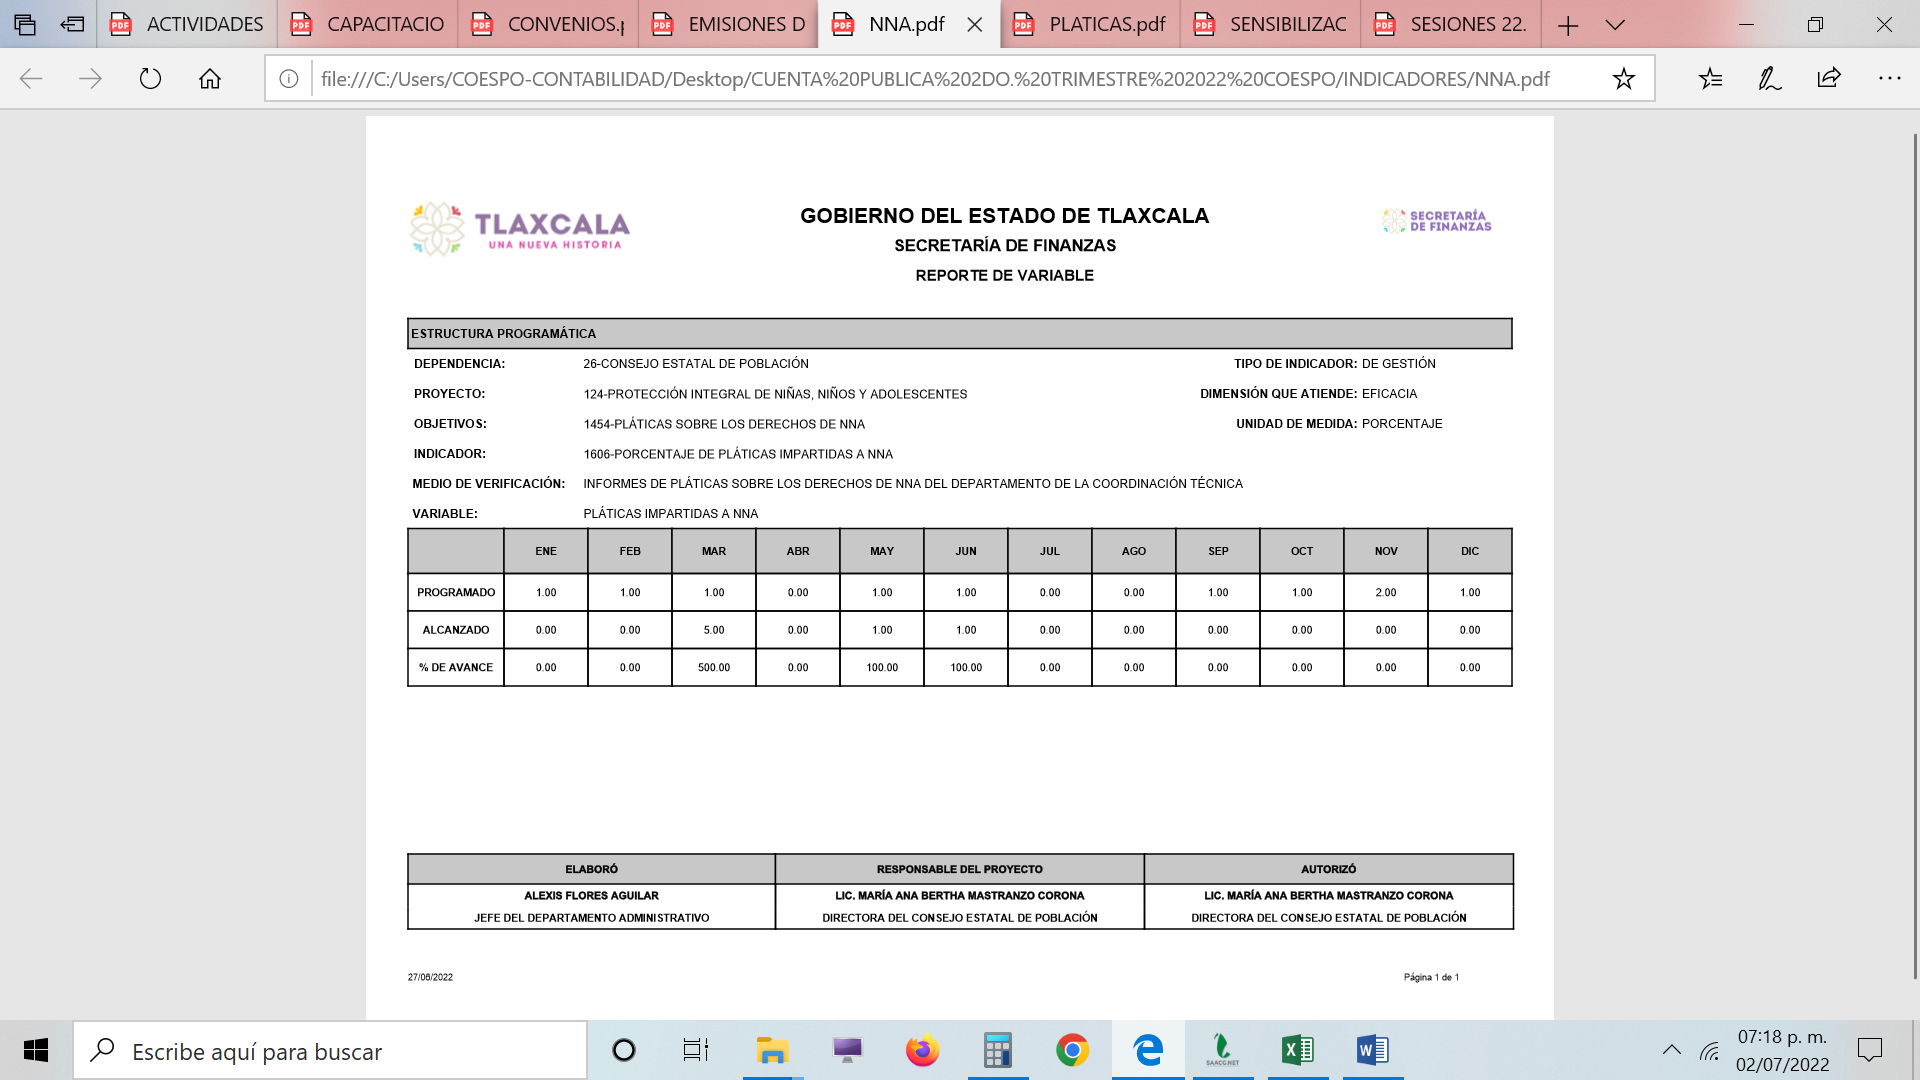 ACTIVIDADES
CAPACITACIO
CONVENIOS.p
EMISIONES D
NNA.pdf
PLATICAS.pdf
SENSIBILIZAC
SESIONES 22.
file:///C:/Users/COESPO-CONTABILIDAD/Desktop/CUENTA%20PUBLICA%202DO.%20TRIMESTRE%202022%20COESPO/INDICADORES/NNA.pdf
TLAXCALA
UNA NUEVA HISTORIA
GOBIERNO DEL ESTADO DE TLAXCALA
SECRETARÍA DE FINANZAS
REPORTE DE VARIABLE
SECRETARÍA
DE FINANZAS
ESTRUCTURA PROGRAMÁTICA
DEPENDENCIA: 26-CONSEJO ESTATAL DE POBLACIÓN TIPO DE INDICADOR: DE GESTIÓN
PROYECTO: 124-PROTECCIÓN INTEGRAL DE NIÑAS, NIÑOS Y ADOLESCENTES DIMENSIÓN QUE ATIENDE: EFICACIA
OBJETIVOS: 1454-PLÁTICAS SOBRE LOS DERECHOS DE NNA UNIDAD DE MEDIDA: PORCENTAJE
INDICADOR: 1606-PORCENTAJE DE PLÁTICAS IMPARTIDAS A NNA
MEDIO DE VERIFICACIÓN: INFORMES DE PLÁTICAS SOBRE LOS DERECHOS DE NNA DEL DEPARTAMENTO DE LA COORDINACIÓN TÉCNICA
VARIABLE: PLÁTICAS IMPARTIDAS A NNA
ENE FEB MAR ABR MAY JUN JUL AGO SEP OCT NOV DIC
PROGRAMADO 1.00 1.00 1.00 0.00 1.00 1.00 0.00 0.00 1.00 1.00 2.00 1.00
ALCANZADO 0.00 0.00 5.00 0.00 1.00 1.00 0.00 0.00 0.00 0.00 0.00 0.00
% DE AVANCE 0.00 0.00 500.00 0.00 100.00 100.00 0.00 0.00 0.00 0.00 0.00 0.00
ELABORÓ RESPONSABLE DEL PROYECTO AUTORIZÓ
ALEXIS FLORES AGUILAR LIC. MARÍA ANA BERTHA MASTRANZO CORONA LIC. MARÍA ANA BERTHA MASTRANZO CORONA
JEFE DEL DEPARTAMENTO ADMINISTRATIVO DIRECTORA DEL CONSEJO ESTATAL DE POBLACIÓN DIRECTORA DEL CONSEJO ESTATAL DE POBLACIÓN
27/06/2022 Página 1 de 1
Escribe aquí para buscar
SAACG.NET
07:18 p. m.
02/07/2022